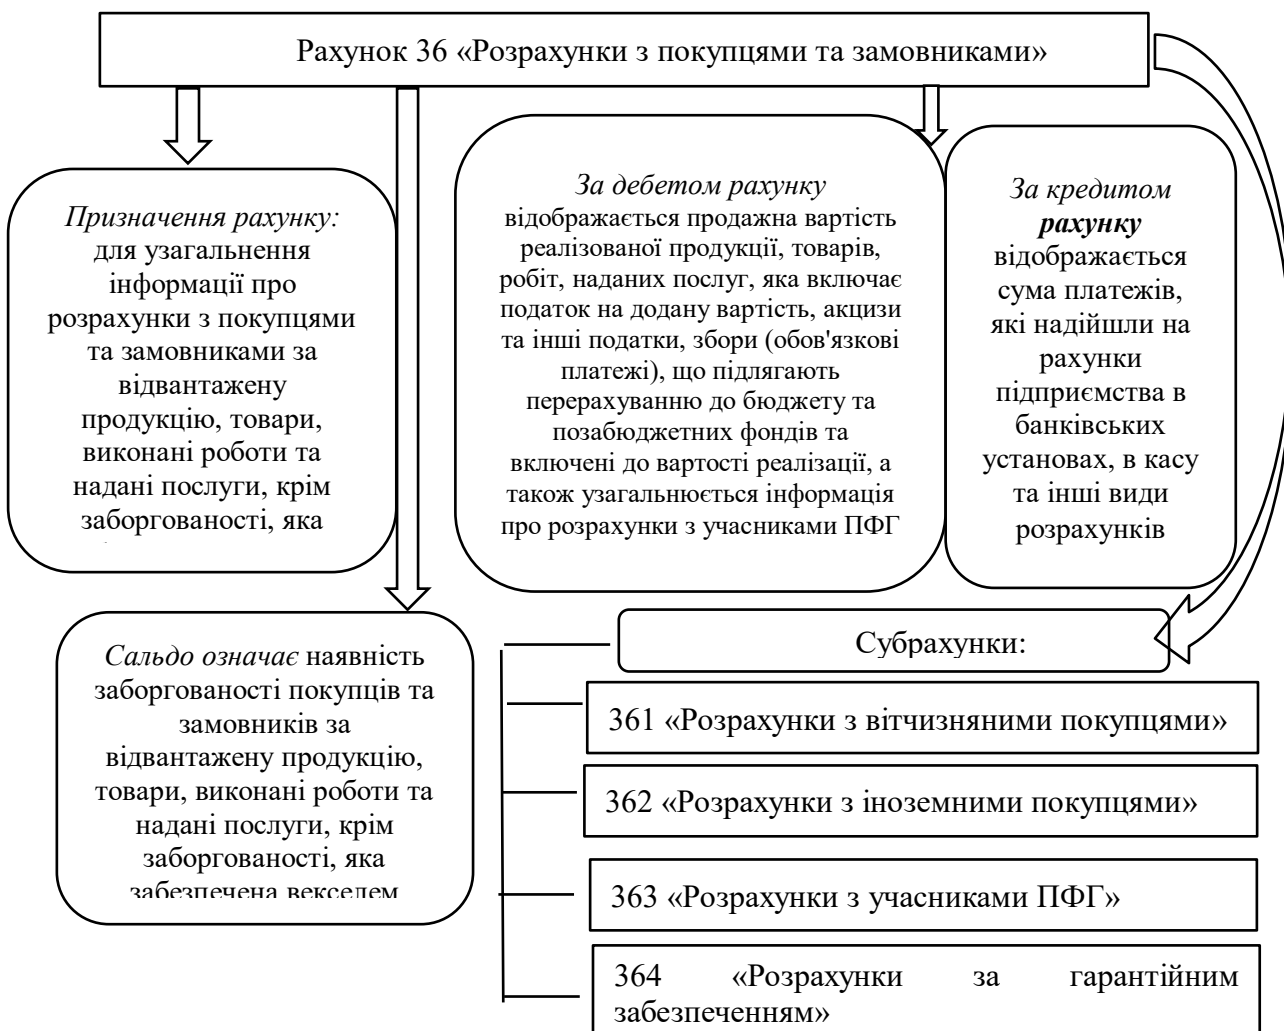 Рахунок 36 «Розрахунки з покупцями та замовниками»
Призначення рахунку:
для узагальнення
інформації про
розрахунки з покупцями
та замовниками за
відвантажену
продукцію, товари,
виконані роботи та
надані послуги, крім
заборгованості, яка
За дебетом рахунку
відображається продажна вартість
реалізованої продукції, товарів,
робіт, наданих послуг, яка включає
податок на додану вартість, акцизи
та інші податки, збори (обов'язкові
платежі), що підлягають
перерахуванню до бюджету та
позабюджетних фондів та
включені до вартості реалізації, а
також узагальнюється інформація
про розрахунки з учасниками ПФГ
За кредитом
рахунку
відображається
сума платежів,
які надійшли на
рахунки
підприємства в
банківських
установах, в касу
та інші види
розрахунків
Сальдо означає наявність
заборгованості покупців та
замовників за
відвантажену продукцію,
товари, виконані роботи та
надані послуги, крім
заборгованості, яка
забезпечена векселем
Субрахунки:
361 «Розрахунки з вітчизняними покупцями»
362 «Розрахунки з іноземними покупцями»
363 «Розрахунки з учасниками ПФГ»
364 «Розрахунки за гарантійним
забезпеченням»